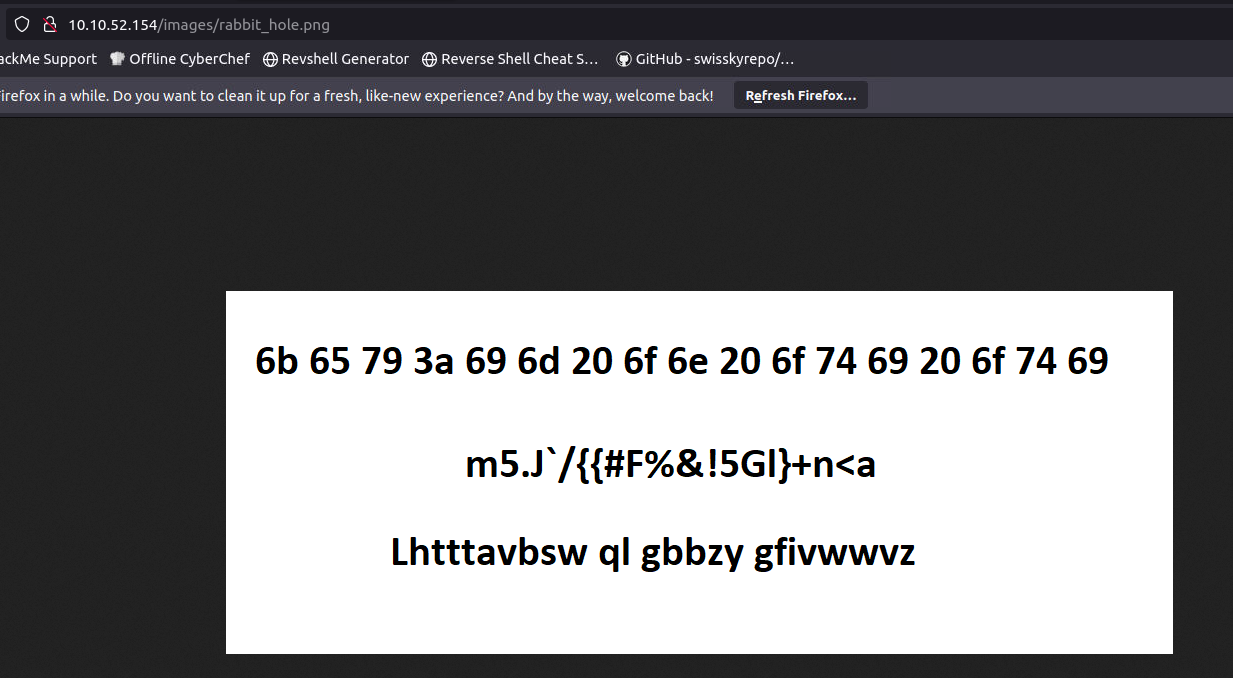 10.10.52.154/images/rabbit_hole.png
ackMe Support Offline CyberChef Revshell Generator Reverse Shell Cheat S… GitHub - swisskyrepo/…
irefox in a while. Do you want to clean it up for a fresh, like-new experience? And by the way, welcome back! Refresh Firefox…
6b 65 79 3a 69 6d 20 6f 6e 20 6f 74 69 20 6f 74 69
m5.J`/{{#F%&!5Gl}+n<a
Lhtttavbsw ql gbbzy gfivwwvz